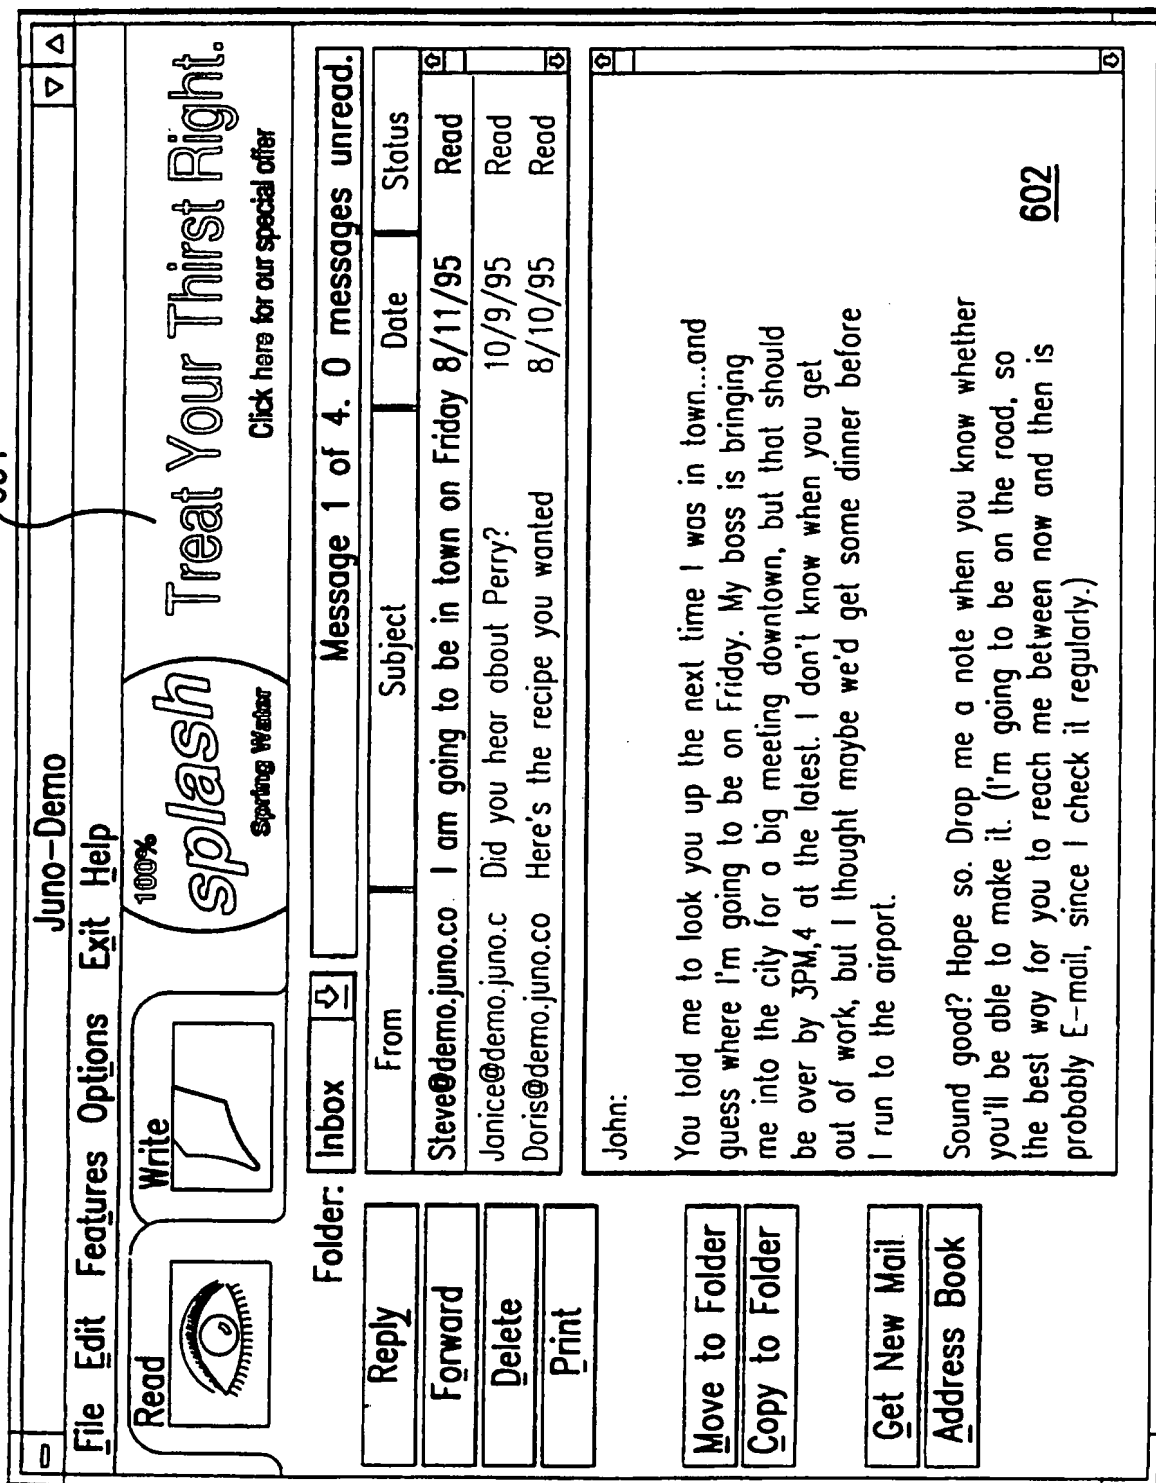 Juno-Demo
File Edit Features Options Exit Help
Read
Write
100%
splash
Spring Water
Treat Your Thirst Right.
Click here for our special offer
Folder: Inbox
Message 1 of 4. 0 messages unread.
From Subject Date Status
Steve@demo.juno.co I am going to be in town on Friday 8/11/95 Read
Janice@demo.juno.c Did you hear about Perry? 10/9/95 Read
Doris@demo.juno.co Here's the recipe you wanted 8/10/95 Read
Reply
Forward
Delete
Print
Move to Folder
Copy to Folder
Get New Mail
Address Book
John:
You told me to look you up the next time I was in town...and
guess where I'm going to be on Friday. My boss is bringing
me into the city for a big meeting downtown, but that should
be over by 3PM,4 at the latest. I don't know when you get
out of work, but I thought maybe we'd get some dinner before
I run to the airport.
Sound good? Hope so. Drop me a note when you know whether
you'll be able to make it. (I'm going to be on the road, so
the best way for you to reach me between now and then is
probably E-mail, since I check it regularly.)
602